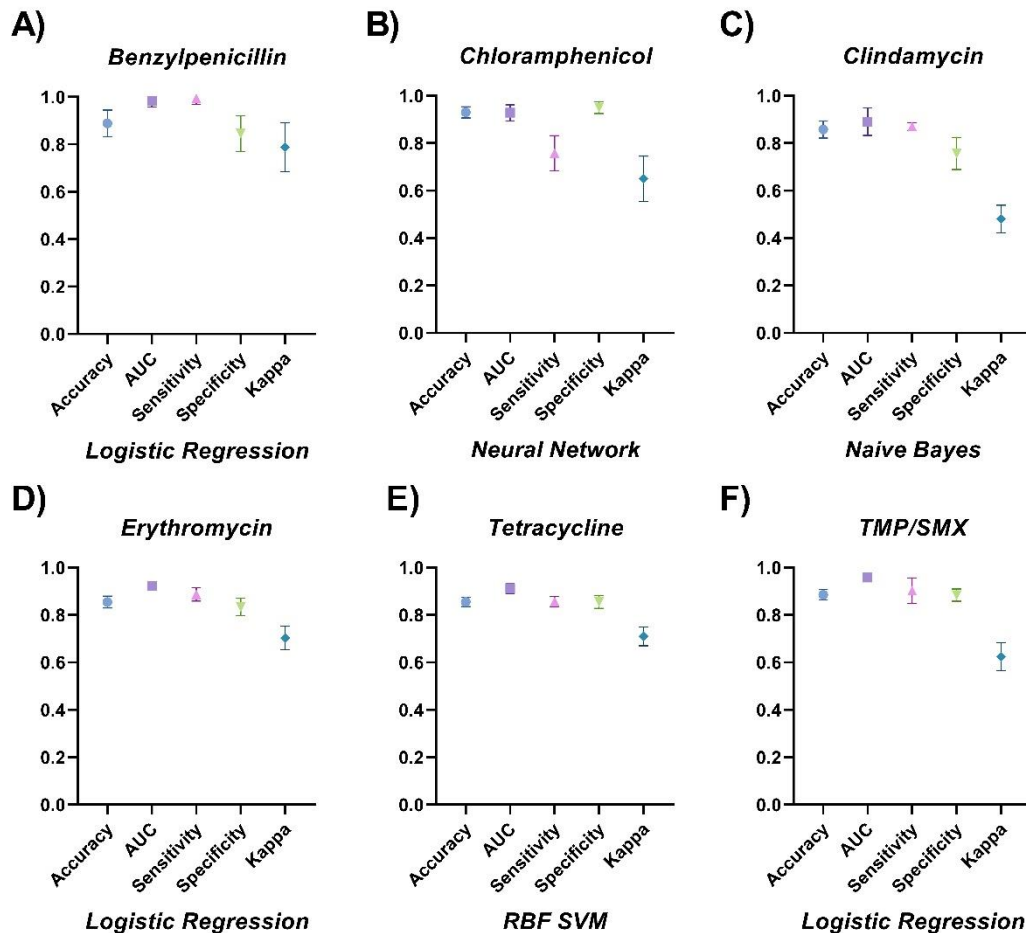 A)
Benzylpenicillin
1.0
0.8
0.6
0.4
0.2
0.0
Accuracy
AUC
Sensitivity
Specificity
Kappa
Logistic Regression
B)
Chloramphenicol
1.0
0.8
0.6
0.4
0.2
0.0
Accuracy
AUC
Sensitivity
Specificity
Kappa
Neural Network
C)
Clindamycin
1.0
0.8
0.6
0.4
0.2
0.0
Accuracy
AUC
Sensitivity
Specificity
Kappa
Naive Bayes
D)
Erythromycin
1.0
0.8
0.6
0.4
0.2
0.0
Accuracy
AUC
Sensitivity
Specificity
Kappa
Logistic Regression
E)
Tetracycline
1.0
0.8
0.6
0.4
0.2
0.0
Accuracy
AUC
Sensitivity
Specificity
Kappa
RBF SVM
F)
TMP/SMX
1.0
0.8
0.6
0.4
0.2
0.0
Accuracy
AUC
Sensitivity
Specificity
Kappa
Logistic Regression